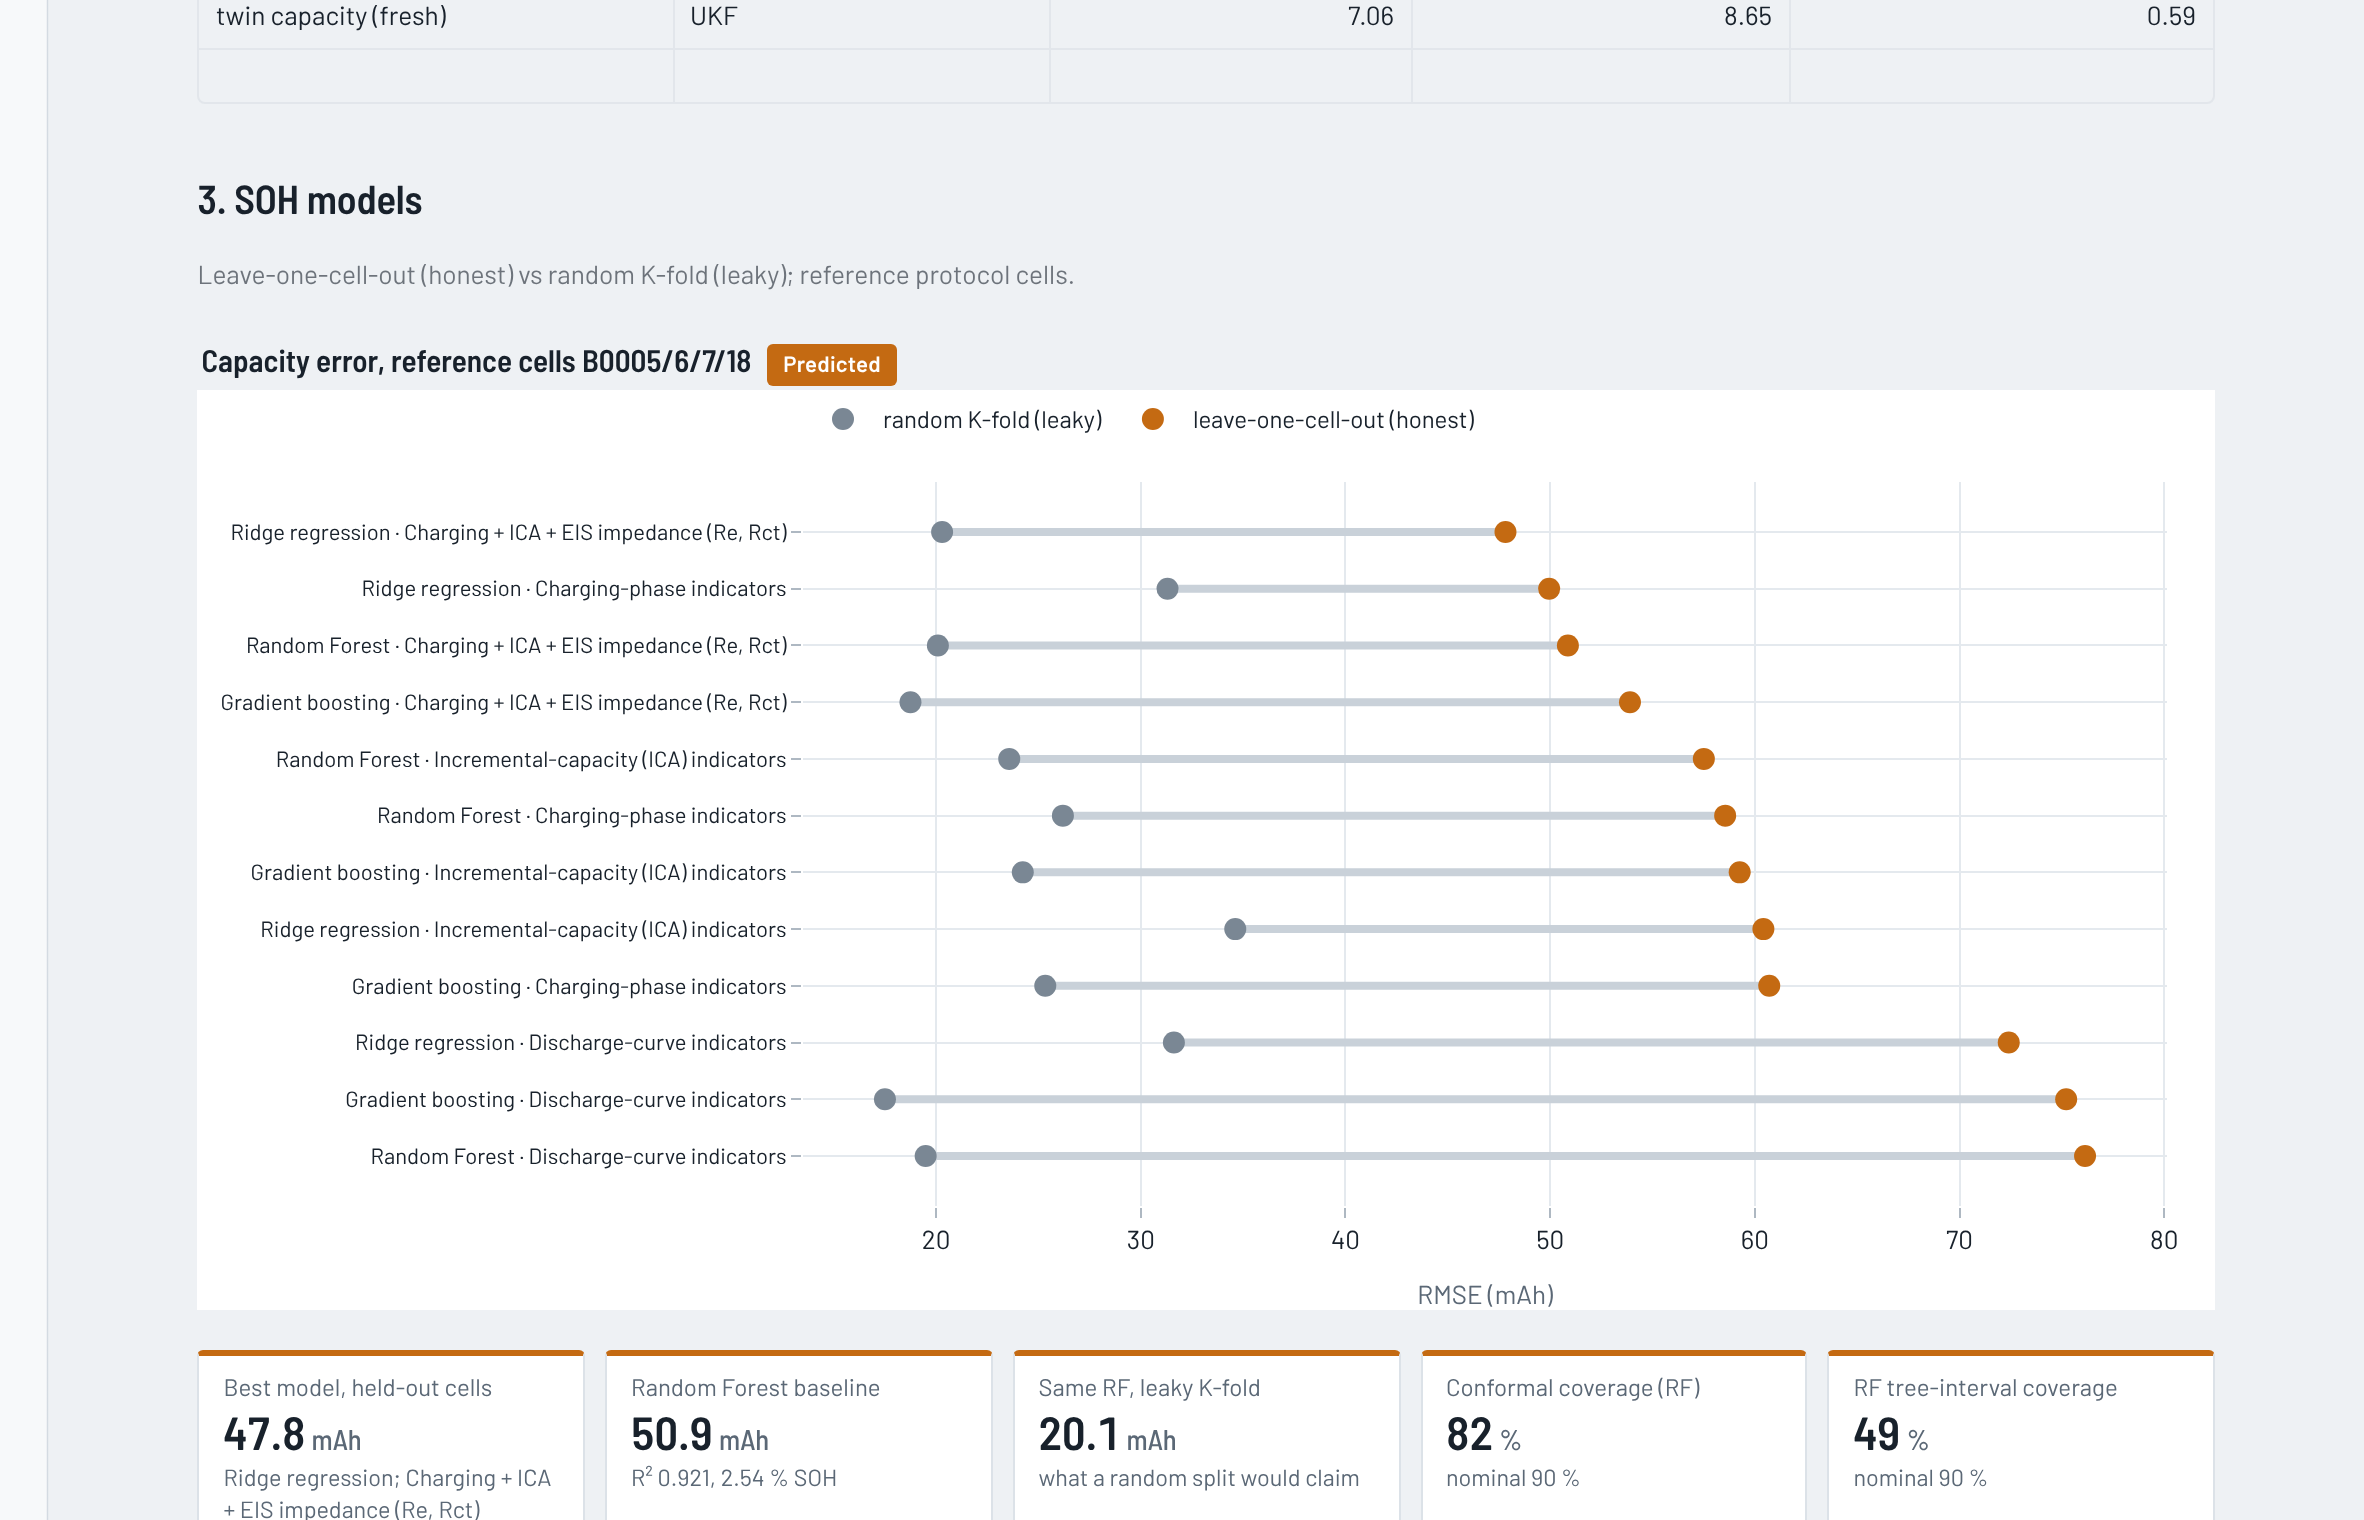 twin capacity (fresh) UKF 7.06 8.65 0.59
3. SOH models
Leave-one-cell-out (honest) vs random K-fold (leaky); reference protocol cells.
Capacity error, reference cells B0005/6/7/18 Predicted
random K-fold (leaky) leave-one-cell-out (honest)
Ridge regression · Charging + ICA + EIS impedance (Re, Rct)
Ridge regression · Charging-phase indicators
Random Forest · Charging + ICA + EIS impedance (Re, Rct)
Gradient boosting · Charging + ICA + EIS impedance (Re, Rct)
Random Forest · Incremental-capacity (ICA) indicators
Random Forest · Charging-phase indicators
Gradient boosting · Incremental-capacity (ICA) indicators
Ridge regression · Incremental-capacity (ICA) indicators
Gradient boosting · Charging-phase indicators
Ridge regression · Discharge-curve indicators
Gradient boosting · Discharge-curve indicators
Random Forest · Discharge-curve indicators
20 30 40 50 60 70 80
RMSE (mAh)
Best model, held-out cells
47.8 mAh
Ridge regression; Charging + ICA
+ EIS impedance (Re, Rct)
Random Forest baseline
50.9 mAh
R² 0.921, 2.54 % SOH
Same RF, leaky K-fold
20.1 mAh
what a random split would claim
Conformal coverage (RF)
82 %
nominal 90 %
RF tree-interval coverage
49 %
nominal 90 %